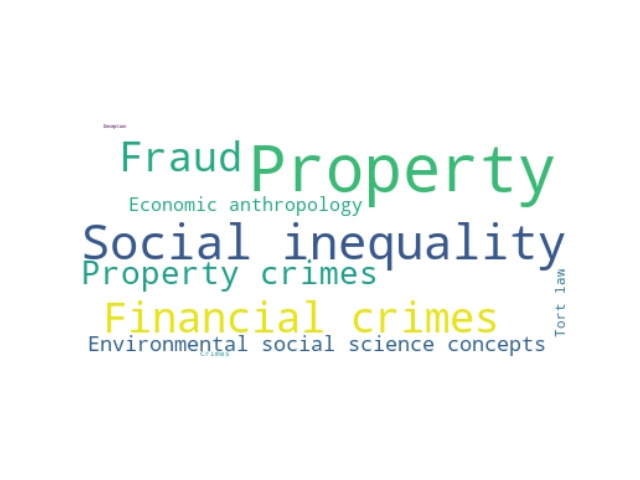 Deception
Fraud
Property
Economic anthropology
Social inequality
Property crimes
Tort law
Financial crimes
Environmental social science concepts
Crimes